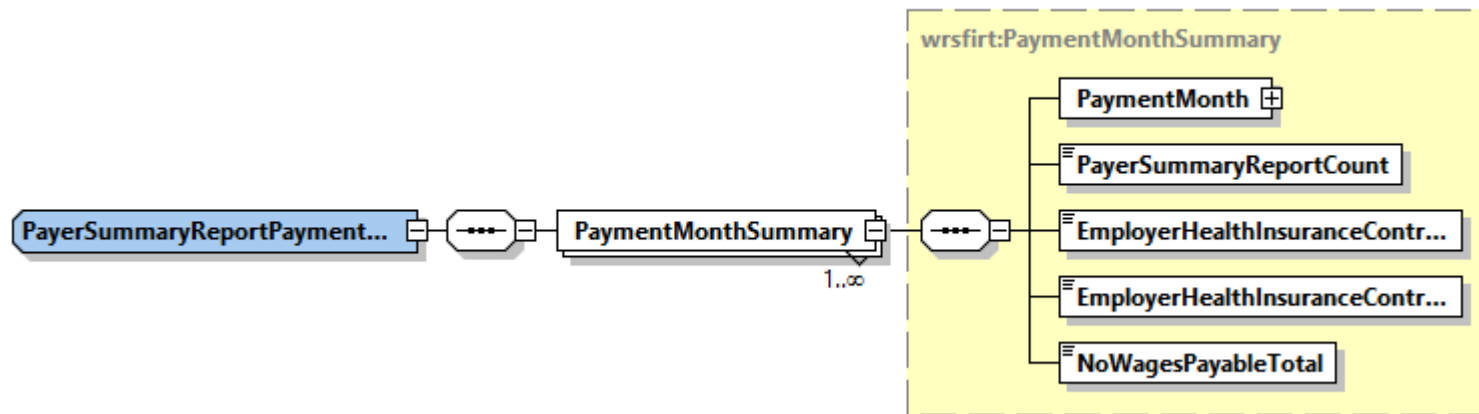 wrsfirt:PaymentMonthSummary
PaymentMonth
PayerSummaryReportCount
PayerSummaryReportPayment...
PaymentMonthSummary
1..∞
EmployerHealthInsuranceContr...
EmployerHealthInsuranceContr...
NoWagesPayableTotal